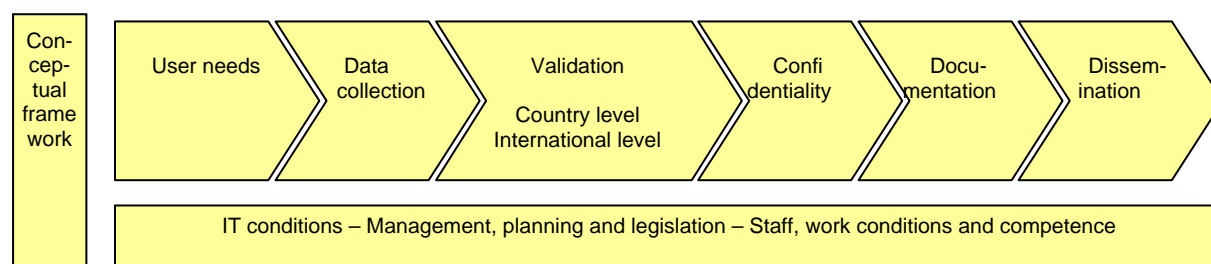 Con-
cep-
tual
frame
work
User needs
Data
collection
Validation
Country level
International level
Confi
dentiality
Docu-
mentation
Dissem-
ination
IT conditions – Management, planning and legislation – Staff, work conditions and competence